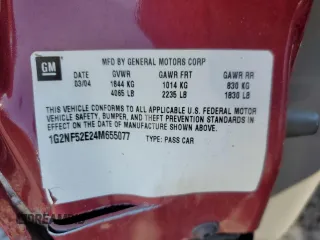 GM
MFD BY GENERAL MOTORS CORP
DATE GVWR GAWR FRT GAWR RR
03/04 1844 KG 1014 KG 830 KG
4065 LB 2235 LB 1830 LB
THIS VEHICLE CONFORMS TO ALL APPLICABLE U.S. FEDERAL MOTOR
VEHICLE SAFETY, BUMPER, AND THEFT PREVENTION STANDARDS IN
EFFECT ON THE DATE OF MANUFACTURE SHOWN ABOVE.
1G2NF52E24M655077 TYPE: PASS CAR